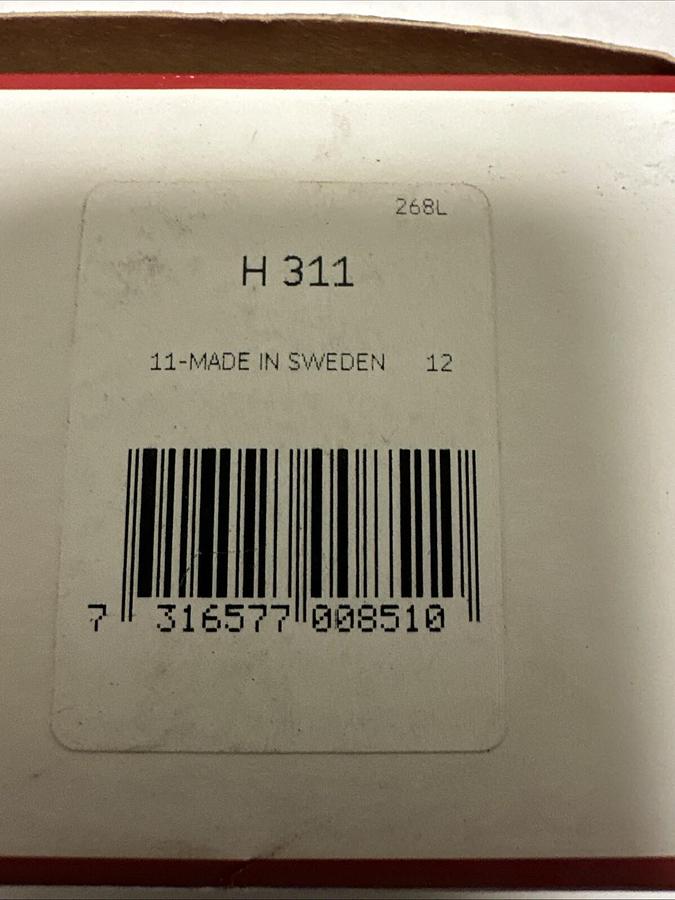 268L
H 311
11-MADE IN SWEDEN 12
7 316577 008510